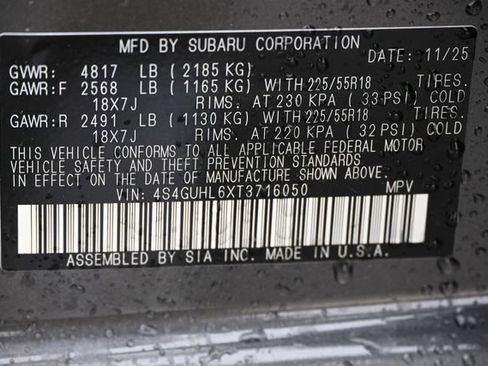 MFD BY SUBARU CORPORATION
DATE: 11/25
GVWR: 4817 LB (2185 KG)
GAWR:F 2568 LB (1165 KG) WITH 225/55R18 TIRES.
18X7J RIMS. AT 230 KPA (33 PSI) COLD
GAWR:R 2491 LB (1130 KG) WITH 225/55R18 TIRES.
18X7J RIMS. AT 220 KPA (32 PSI) COLD
THIS VEHICLE CONFORMS TO ALL APPLICABLE FEDERAL MOTOR
VEHICLE SAFETY AND THEFT PREVENTION STANDARDS
IN EFFECT ON THE DATE OF MANUFACTURE SHOWN ABOVE.
VIN: 4S4GUHL6XT3716050 MPV
ASSEMBLED BY SIA INC. MADE IN U.S.A.